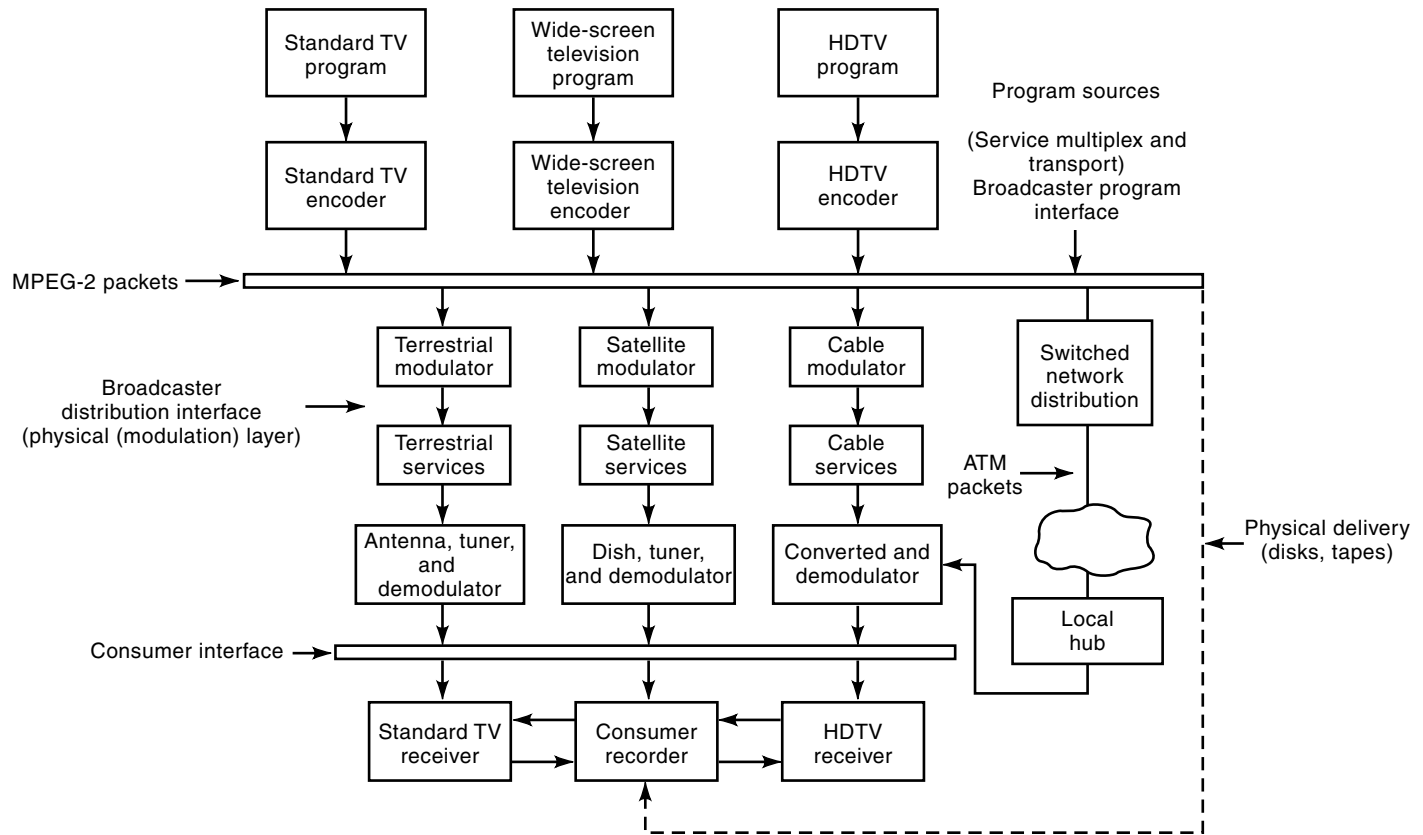 Standard TV
program
Wide-screen
television
program
HDTV
program
Program sources
(Service multiplex and
transport)
Broadcaster program
interface
Standard TV
encoder
Wide-screen
television
encoder
HDTV
encoder
MPEG-2 packets
Terrestrial
modulator
Satellite
modulator
Cable
modulator
Switched
network
distribution
Broadcaster
distribution interface
(physical (modulation) layer)
Terrestrial
services
Satellite
services
Cable
services
ATM
packets
Antenna, tuner,
and
demodulator
Dish, tuner,
and demodulator
Converted and
demodulator
Physical delivery
(disks, tapes)
Local
hub
Consumer interface
Standard TV
receiver
Consumer
recorder
HDTV
receiver